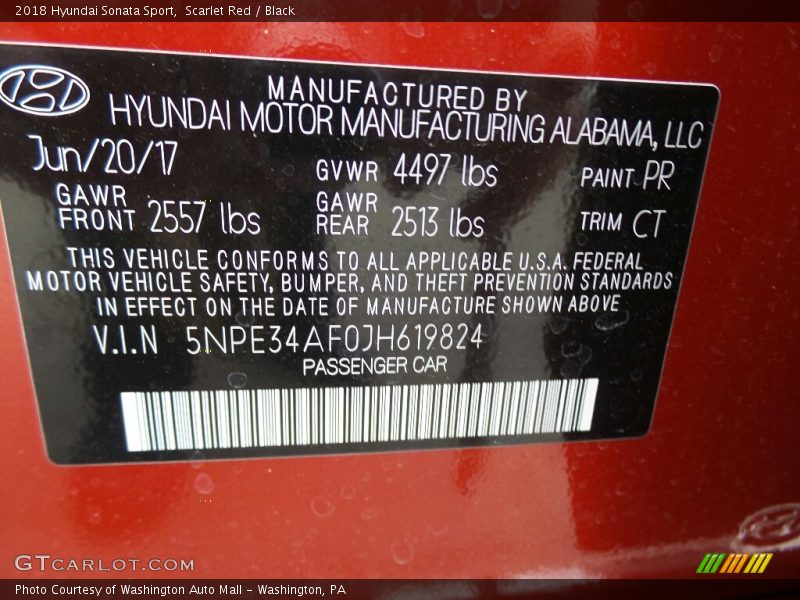 2018 Hyundai Sonata Sport,  Scarlet Red / Black
MANUFACTURED BY
HYUNDAI MOTOR MANUFACTURING ALABAMA, LLC
Jun/20/17
GVWR 4497 lbs
PAINT PR
GAWR
FRONT 2557 lbs
GAWR
REAR 2513 lbs
TRIM CT
THIS VEHICLE CONFORMS TO ALL APPLICABLE U.S.A. FEDERAL
MOTOR VEHICLE SAFETY, BUMPER, AND THEFT PREVENTION STANDARDS
IN EFFECT ON THE DATE OF MANUFACTURE SHOWN ABOVE
V.I.N 5NPE34AF0JH619824
PASSENGER CAR
GTCARLOT.COM
Photo Courtesy of Washington Auto Mall - Washington, PA